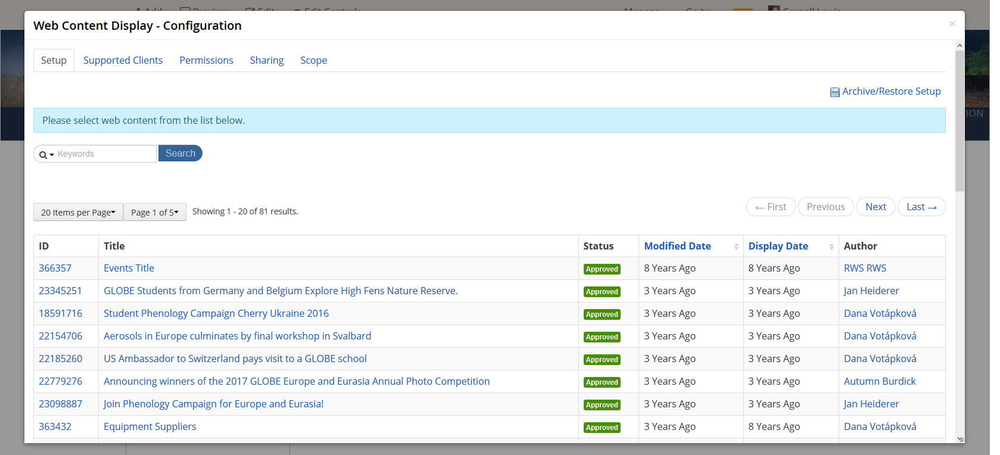 Add Preview Edit Edit Controls Manage Go to
Web Content Display - Configuration ×
Setup Supported Clients Permissions Sharing Scope
Archive/Restore Setup
Please select web content from the list below.
Keywords Search
20 Items per Page Page 1 of 5 Showing 1 - 20 of 81 results. ← First Previous Next Last →
ID Title Status Modified Date Display Date Author
366357 Events Title Approved 8 Years Ago 8 Years Ago RWS RWS
23345251 GLOBE Students from Germany and Belgium Explore High Fens Nature Reserve. Approved 3 Years Ago 3 Years Ago Jan Heiderer
18591716 Student Phenology Campaign Cherry Ukraine 2016 Approved 3 Years Ago 3 Years Ago Dana Votápková
22154706 Aerosols in Europe culminates by final workshop in Svalbard Approved 3 Years Ago 3 Years Ago Dana Votápková
22185260 US Ambassador to Switzerland pays visit to a GLOBE school Approved 3 Years Ago 3 Years Ago Dana Votápková
22779276 Announcing winners of the 2017 GLOBE Europe and Eurasia Annual Photo Competition Approved 3 Years Ago 3 Years Ago Autumn Burdick
23098887 Join Phenology Campaign for Europe and Eurasia! Approved 3 Years Ago 3 Years Ago Jan Heiderer
363432 Equipment Suppliers Approved 3 Years Ago 8 Years Ago Dana Votápková